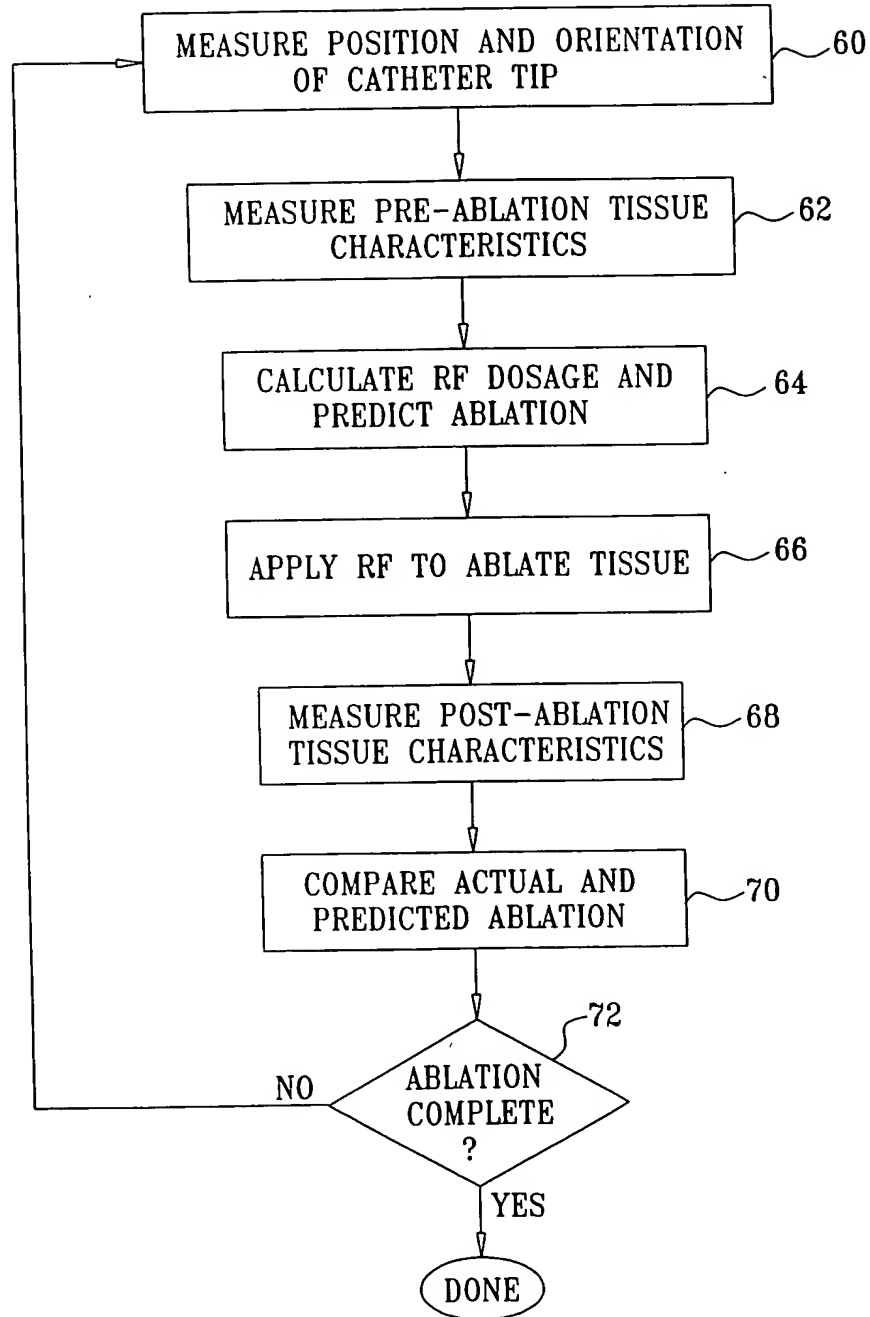 MEASURE POSITION AND ORIENTATION
OF CATHETER TIP
60
MEASURE PRE-ABLATION TISSUE
CHARACTERISTICS
62
CALCULATE RF DOSAGE AND
PREDICT ABLATION
64
APPLY RF TO ABLATE TISSUE
66
MEASURE POST-ABLATION
TISSUE CHARACTERISTICS
68
COMPARE ACTUAL AND
PREDICTED ABLATION
70
72
ABLATION
COMPLETE
?
NO
YES
DONE